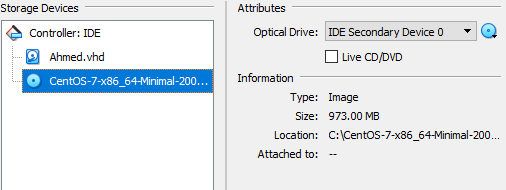 Storage Devices
Controller: IDE
Ahmed.vhd
CentOS-7-x86_64-Minimal-200...
Attributes
Optical Drive: IDE Secondary Device 0
Live CD/DVD
Information
Type: Image
Size: 973.00 MB
Location: C:\CentOS-7-x86_64-Minimal-200...
Attached to: --